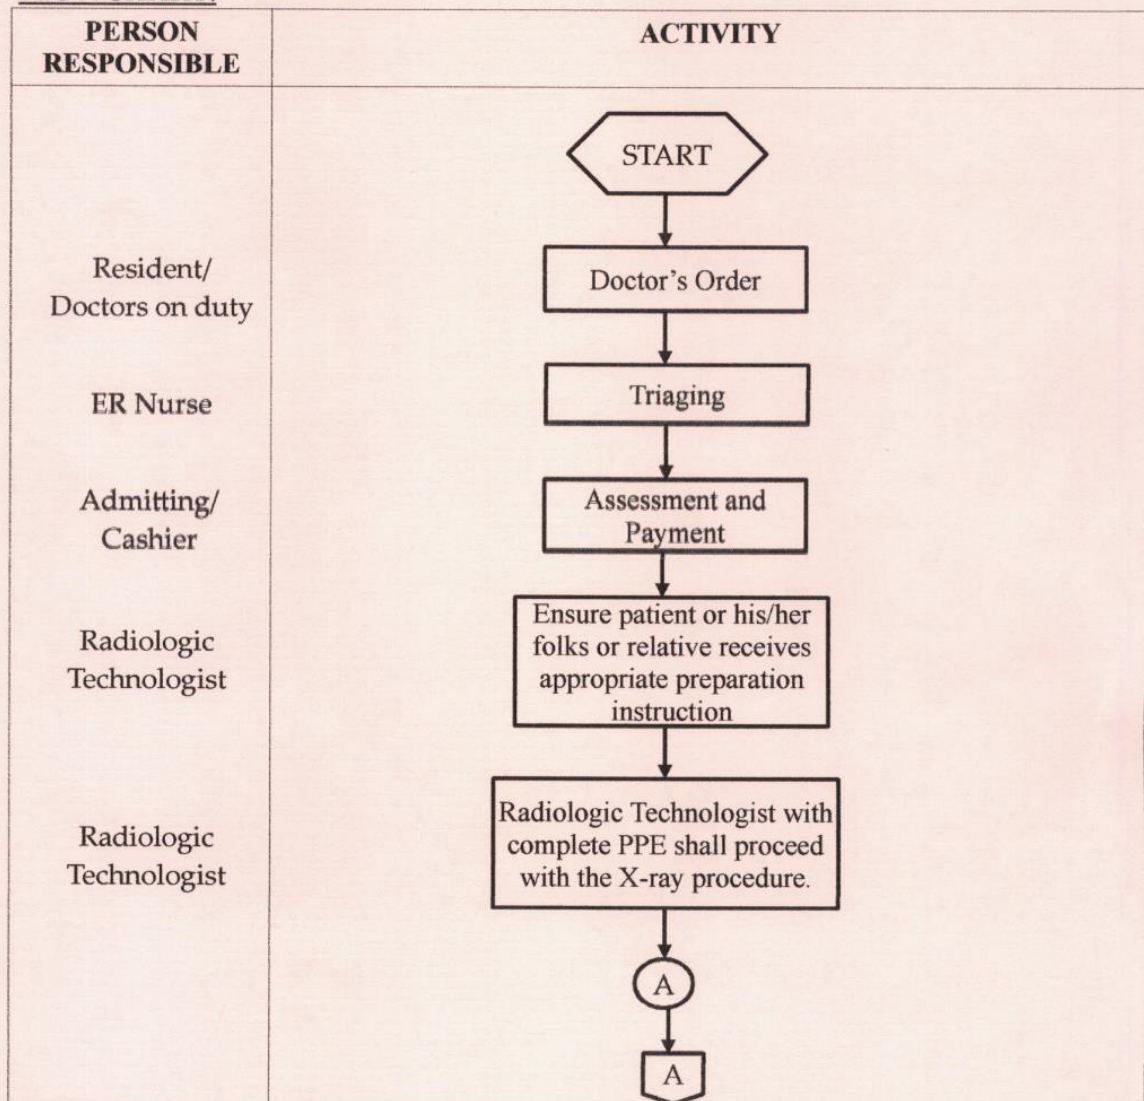 PERSON
RESPONSIBLE
ACTIVITY
START
Resident/
Doctors on duty
Doctor's Order
ER Nurse
Triaging
Admitting/
Cashier
Assessment and
Payment
Radiologic
Technologist
Ensure patient or his/her
folks or relative receives
appropriate preparation
instruction
Radiologic
Technologist
Radiologic Technologist with
complete PPE shall proceed
with the X-ray procedure.
A
A